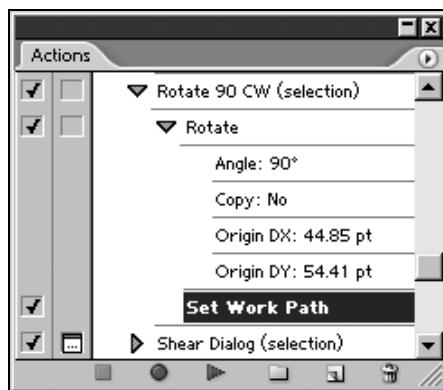 Actions
Rotate 90 CW (selection)
Rotate
Angle: 90°
Copy: No
Origin DX: 44.85 pt
Origin DY: 54.41 pt
Set Work Path
Shear Dialog (selection)